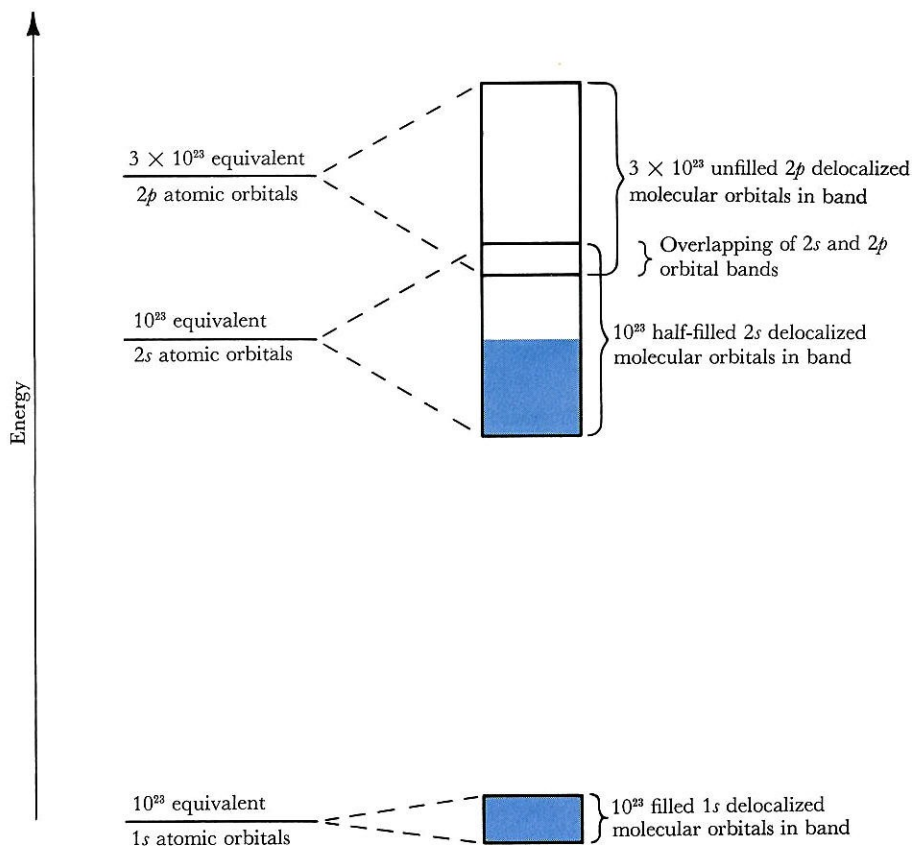 3 × 10²³ equivalent
2p atomic orbitals
3 × 10²³ unfilled 2p delocalized
molecular orbitals in band
Overlapping of 2s and 2p
orbital bands
10²³ equivalent
2s atomic orbitals
10²³ half-filled 2s delocalized
molecular orbitals in band
Energy
10²³ equivalent
1s atomic orbitals
10²³ filled 1s delocalized
molecular orbitals in band